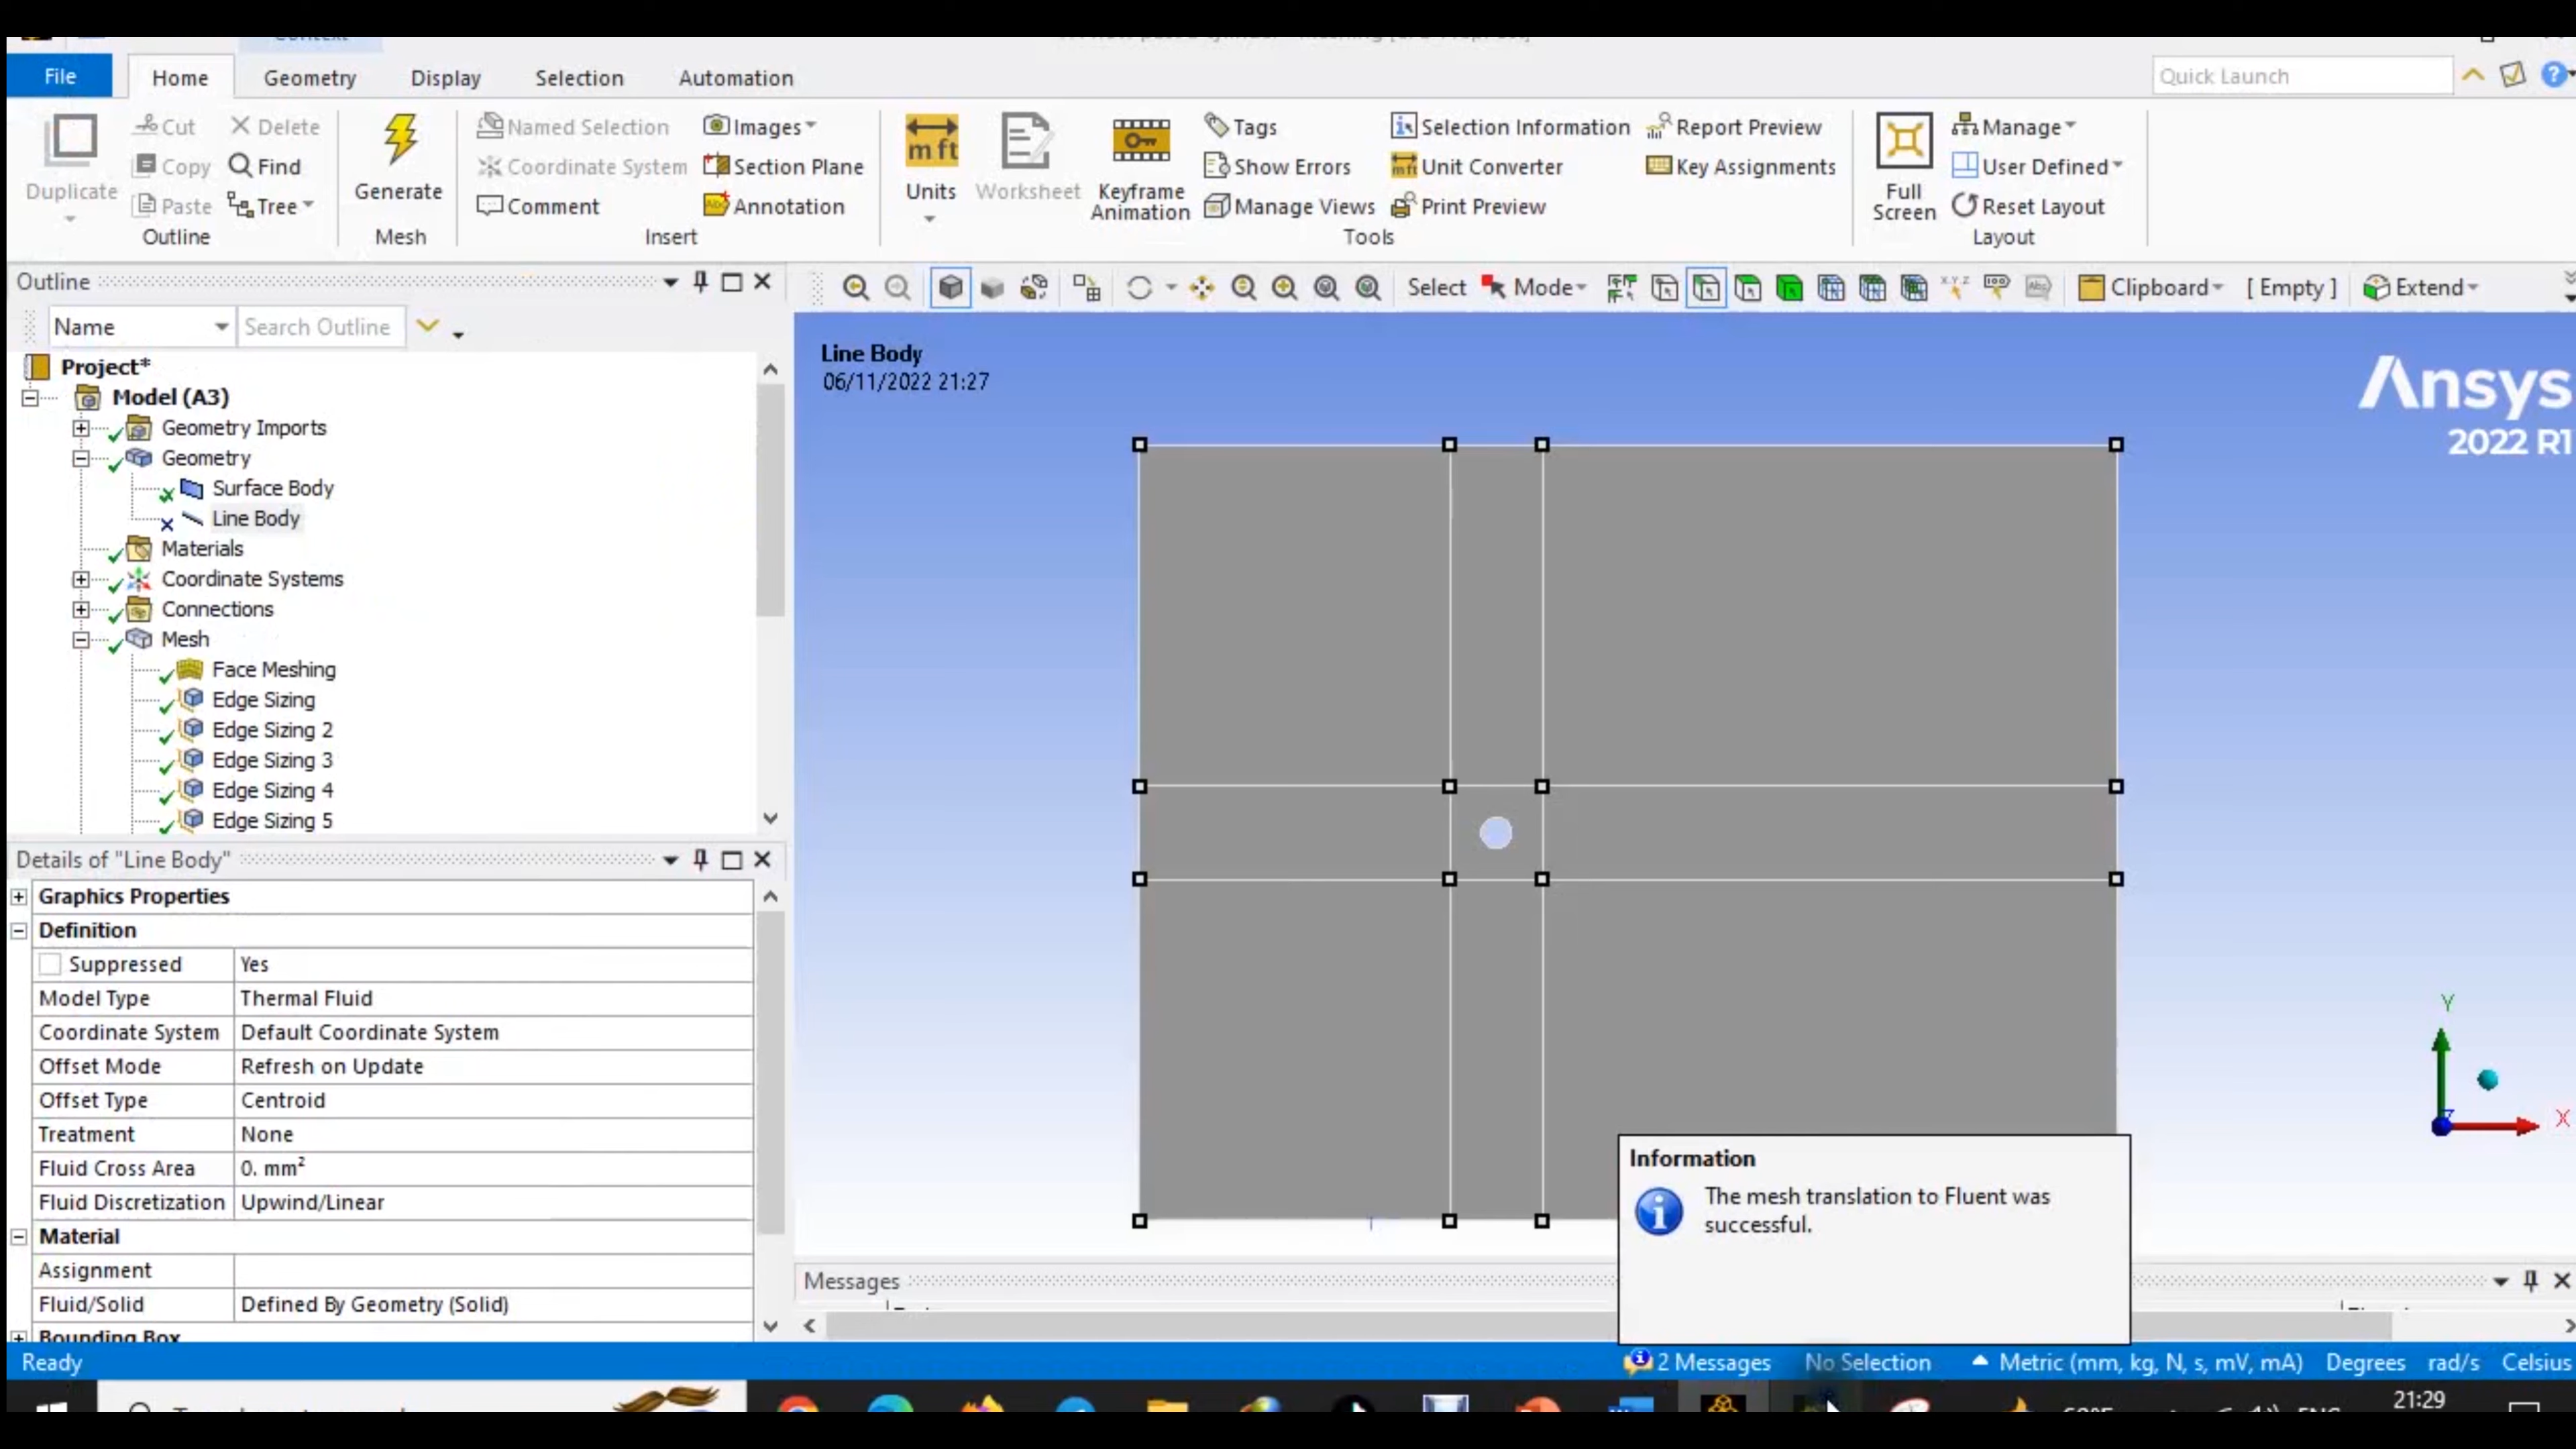 File
Home
Geometry
Display
Selection
Automation
Quick Launch
Duplicate
Cut
Copy
Paste
Delete
Find
Tree
Outline
Generate
Mesh
Named Selection
Coordinate System
Comment
Images
Section Plane
Annotation
Insert
m ft
Units
Worksheet
Keyframe
Animation
Tags
Show Errors
Manage Views
Selection Information
Unit Converter
Print Preview
Report Preview
Key Assignments
Tools
Full
Screen
Manage
User Defined
Reset Layout
Layout
Outline
Name
Search Outline
Select
Mode
Clipboard
[ Empty ]
Extend
Project*
Model (A3)
Geometry Imports
Geometry
Surface Body
Line Body
Materials
Coordinate Systems
Connections
Mesh
Face Meshing
Edge Sizing
Edge Sizing 2
Edge Sizing 3
Edge Sizing 4
Edge Sizing 5
Line Body
06/11/2022 21:27
Ansys
2022 R1
Details of "Line Body"
Graphics Properties
Definition
Suppressed Yes
Model Type Thermal Fluid
Coordinate System Default Coordinate System
Offset Mode Refresh on Update
Offset Type Centroid
Treatment None
Fluid Cross Area 0. mm²
Fluid Discretization Upwind/Linear
Material
Assignment
Fluid/Solid Defined By Geometry (Solid)
Bounding Box
Y
X
Information
The mesh translation to Fluent was
successful.
Messages
Ready
2 Messages
No Selection
Metric (mm, kg, N, s, mV, mA)
Degrees
rad/s
Celsius
21:29